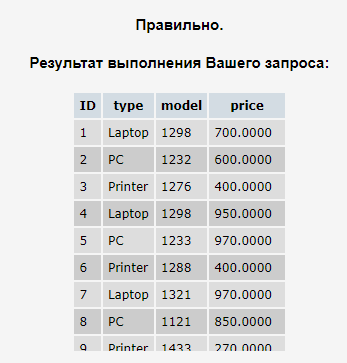 Правильно.
Результат выполнения Вашего запроса:
ID type model price
1 Laptop 1298 700.0000
2 PC 1232 600.0000
3 Printer 1276 400.0000
4 Laptop 1298 950.0000
5 PC 1233 970.0000
6 Printer 1288 400.0000
7 Laptop 1321 970.0000
8 PC 1121 850.0000
9 Printer 1433 270.0000